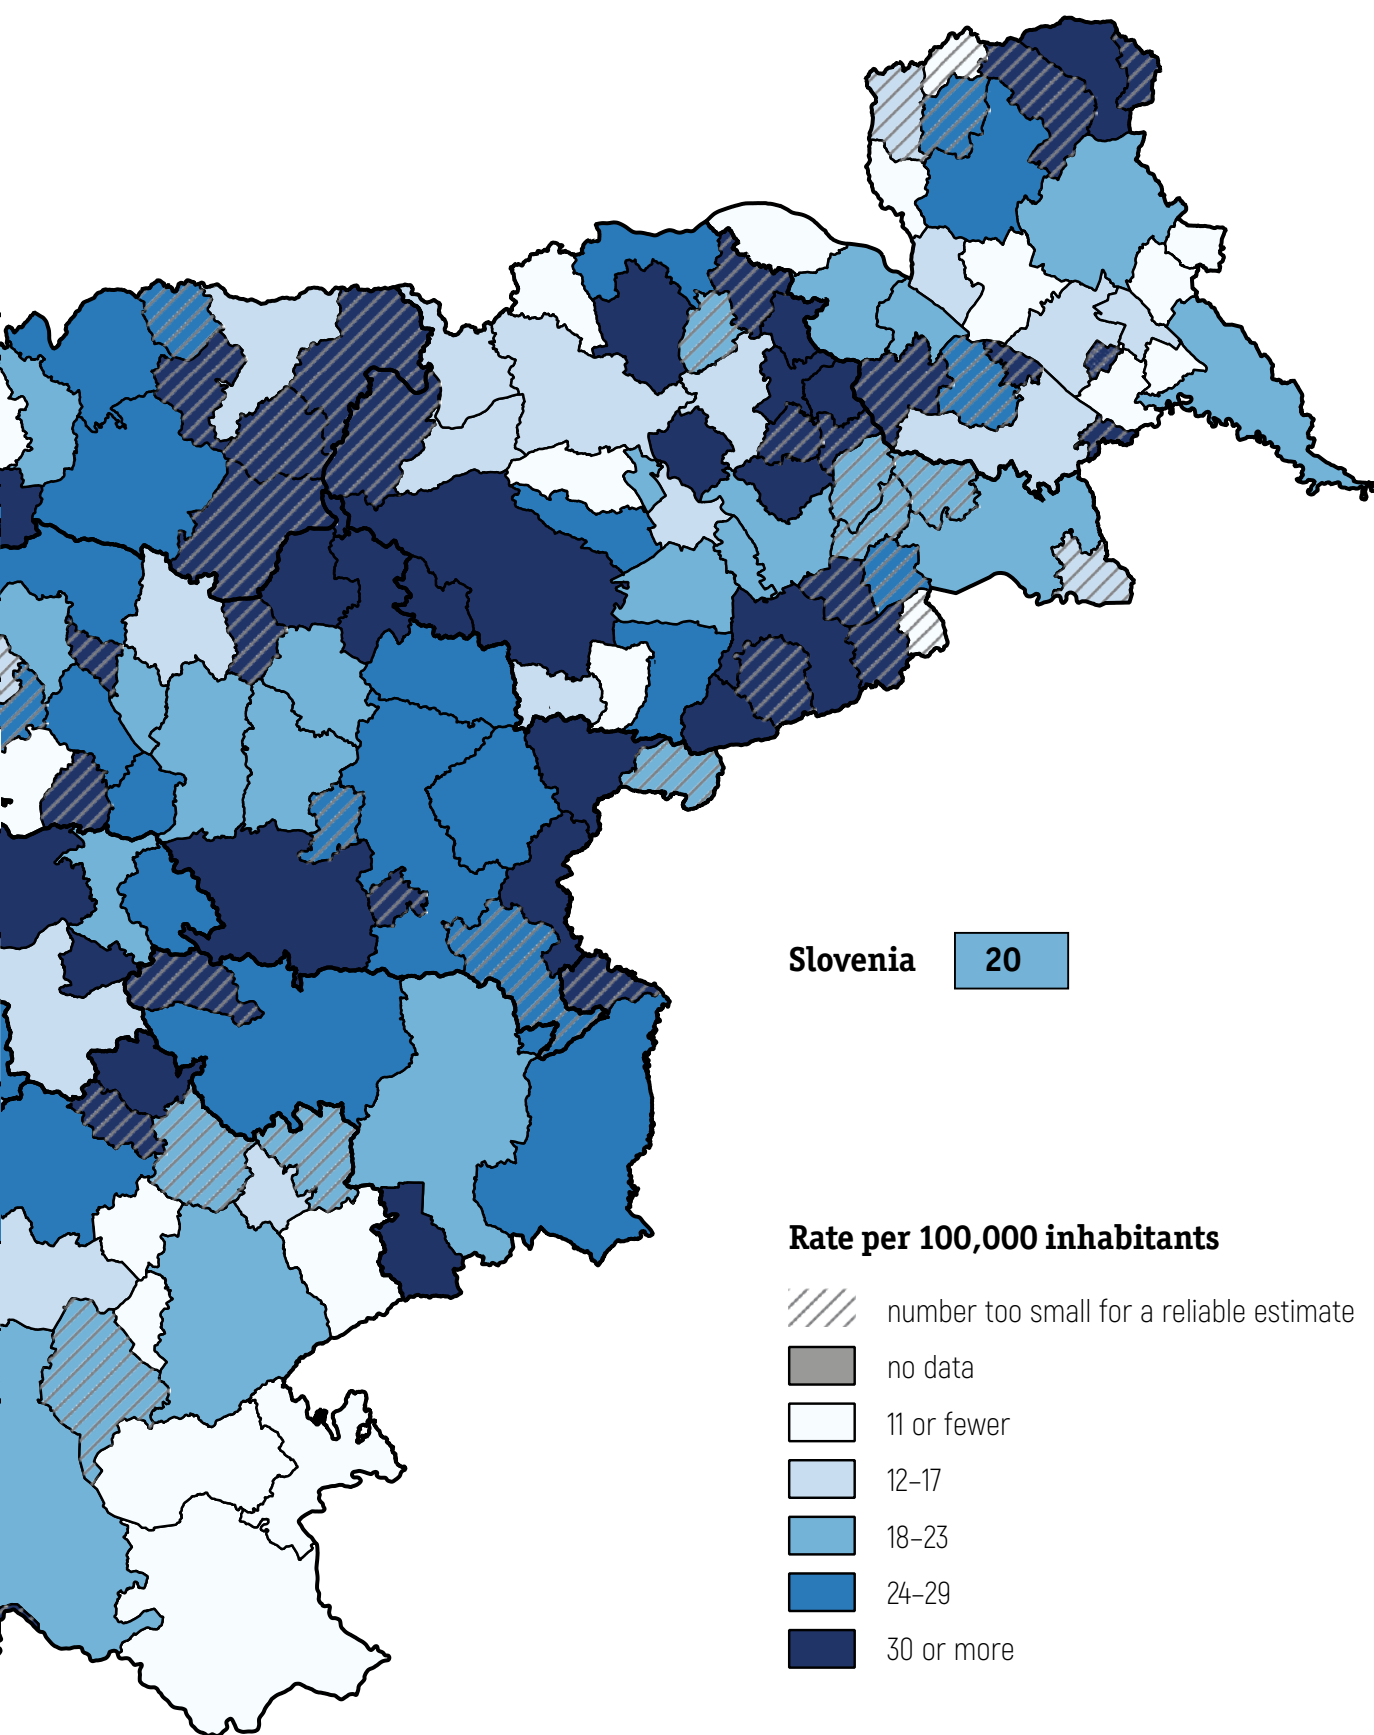 Slovenia 20
Rate per 100,000 inhabitants
number too small for a reliable estimate
no data
11 or fewer
12–17
18–23
24–29
30 or more